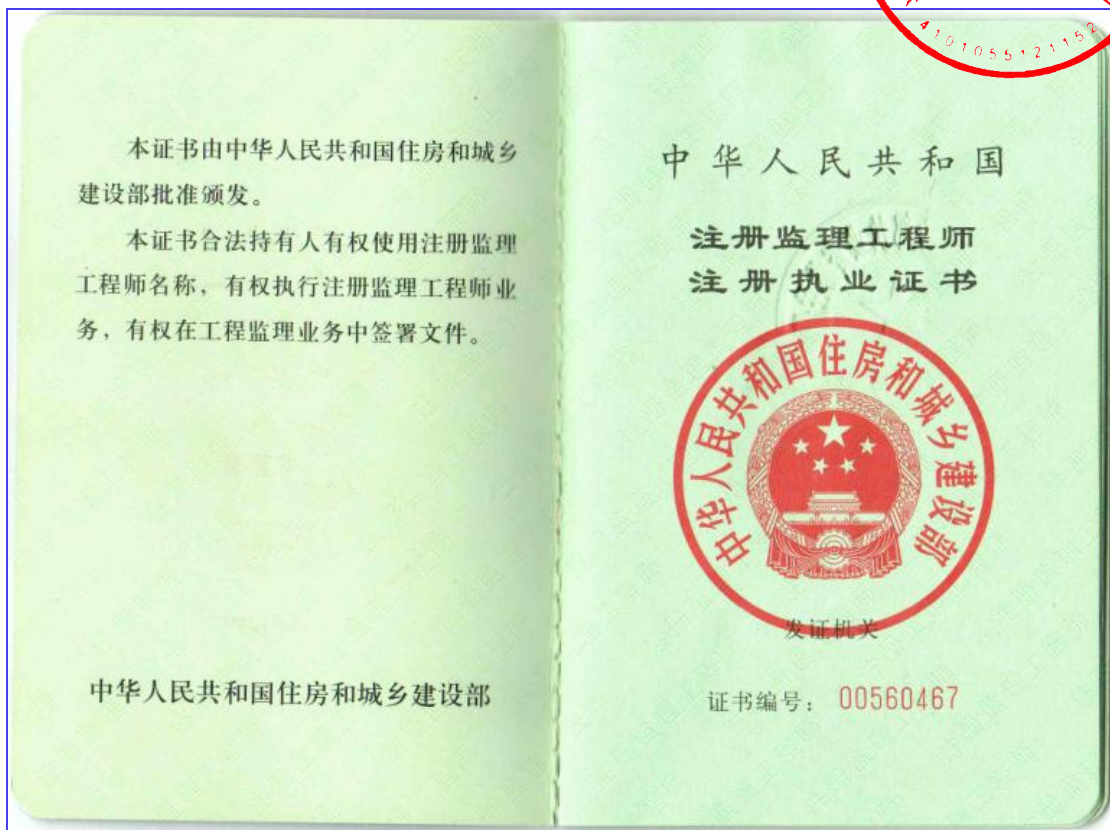 4101055121152
本证书由中华人民共和国住房和城乡
建设部批准颁发。
本证书合法持有人有权使用注册监理
工程师名称，有权执行注册监理工程师业
务，有权在工程监理业务中签署文件。
中华人民共和国住房和城乡建设部
中华人民共和国
注册监理工程师
注册执业证书
中华人民共和国住房和城乡建设部
发证机关
证书编号：00560467